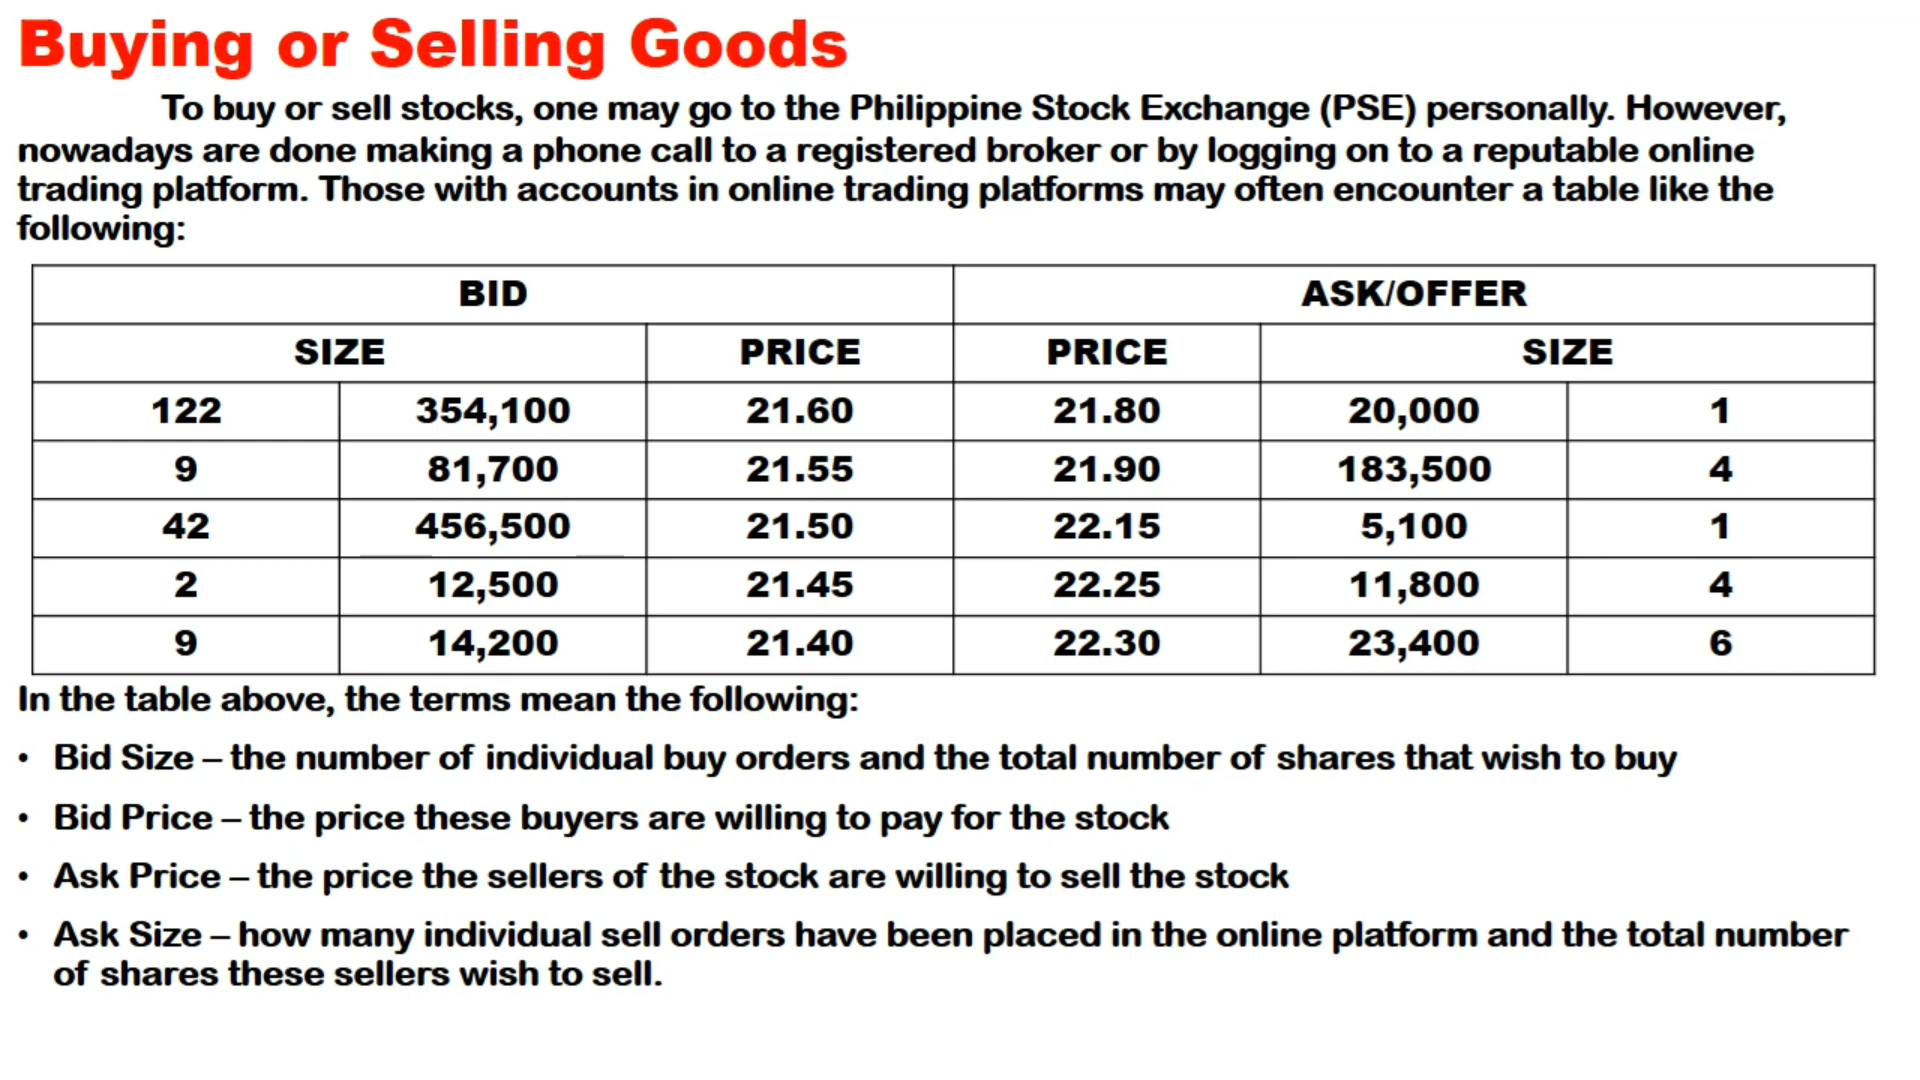 Buying or Selling Goods
To buy or sell stocks, one may go to the Philippine Stock Exchange (PSE) personally. However,
nowadays are done making a phone call to a registered broker or by logging on to a reputable online
trading platform. Those with accounts in online trading platforms may often encounter a table like the
following:
BID ASK/OFFER
SIZE PRICE PRICE SIZE
122 354,100 21.60 21.80 20,000 1
9 81,700 21.55 21.90 183,500 4
42 456,500 21.50 22.15 5,100 1
2 12,500 21.45 22.25 11,800 4
9 14,200 21.40 22.30 23,400 6
In the table above, the terms mean the following:
• Bid Size – the number of individual buy orders and the total number of shares that wish to buy
• Bid Price – the price these buyers are willing to pay for the stock
• Ask Price – the price the sellers of the stock are willing to sell the stock
• Ask Size – how many individual sell orders have been placed in the online platform and the total number
of shares these sellers wish to sell.